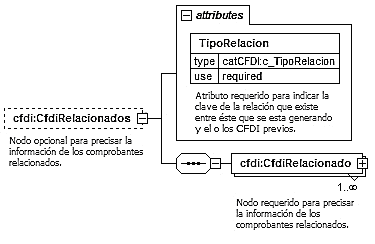 attributes
TipoRelacion
type catCFDI:c_TipoRelacion
use required
Atributo requerido para indicar la
clave de la relación que existe
entre éste que se esta generando
y el o los CFDI previos.
cfdi:CfdiRelacionados
Nodo opcional para precisar la
información de los comprobantes
relacionados.
cfdi:CfdiRelacionado
1..∞
Nodo requerido para precisar
la información de los
comprobantes relacionados.